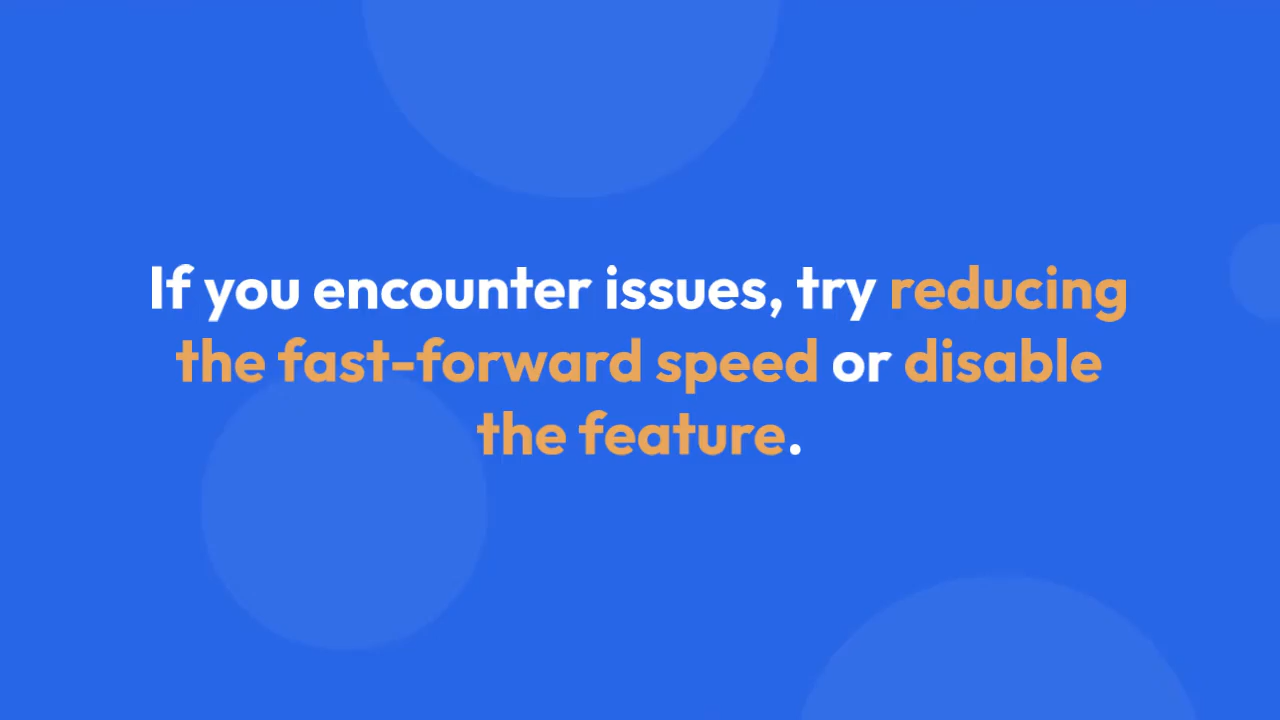 If you encounter issues, try reducing
the fast-forward speed or disable
the feature.